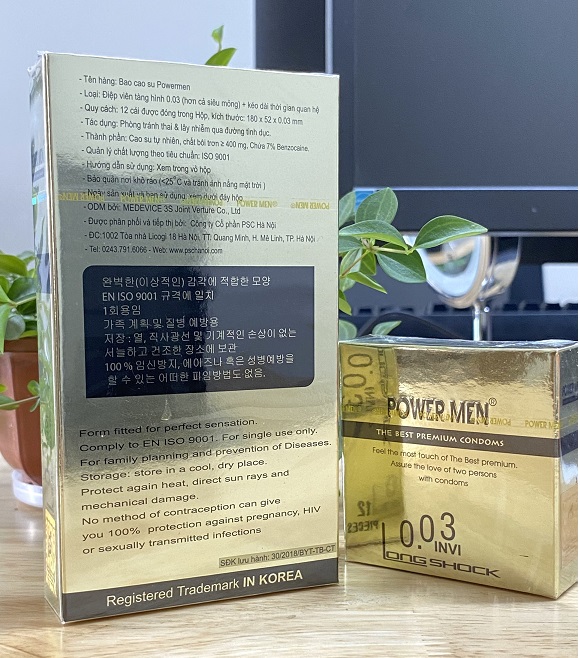 - Tên hàng: Bao cao su Powermen
- Loại: Điệp viên tàng hình 0.03 (hơn cả siêu mỏng) + kéo dài thời gian quan hệ
- Quy cách: 12 cái được đóng trong Hộp, kích thước: 180 x 52 x 0.03 mm
- Tác dụng: Phòng tránh thai & lây nhiễm qua đường tình dục.
- Thành phần: Cao su tự nhiên, chất bôi trơn ≥ 400 mg, Chứa 7% Benzocaine.
- Quản lý chất lượng theo tiêu chuẩn: ISO 9001
- Hướng dẫn sử dụng: Xem trong vỏ hộp
- Bảo quản nơi khô ráo (<25°C và tránh ánh nắng mặt trời )
- Ngày sản xuất và hạn sử dụng: xem dưới đáy hộp
POWER MEN
- ODM bởi: MEDEVICE 3S Joint Verture Co., Ltd
- Được phân phối và tiếp thị bởi: Công ty Cổ phần PSC Hà Nội
- ĐC:1002 Tòa nhà Licogi 18 Hà Nội, TT. Quang Minh, H. Mê Linh, TP. Hà Nội
- Tel: 0243.791.6066 - Web: www.pschanoi.com
완벽한(이상적인) 감각에 적합한 모양
EN ISO 9001 규격에 일치
1회용임
가족 계획 및 질병 예방용
저장 : 열, 직사광선 및 기계적인 손상이 없는
서늘하고 건조한 장소에 보관
100 % 임신방지, 에이즈나 혹은 성병예방을
할 수 있는 어떠한 피임방법도 없음.
Form fitted for perfect sensation.
Comply to EN ISO 9001. For single use only.
For family planning and prevention of Diseases.
Storage: store in a cool, dry place.
Protect again heat, direct sun rays and
mechanical damage.
No method of contraception can give
you 100% protection against pregnancy, HIV
or sexually transmitted infections
SĐK lưu hành: 30/2018/BYT-TB-CT
Registered Trademark IN KOREA
POWER MEN®
THE BEST PREMIUM CONDOMS
Feel the most touch of The Best premium.
Assure the love of two persons
with condoms
0.03
INVI
LONG SHOCK
12
PIECES
0.03